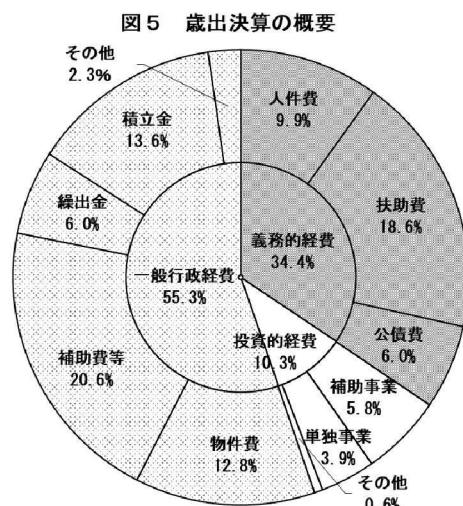 図５　歳出決算の概要
その他
2.3%
人件費
9.9%
積立金
13.6%
扶助費
18.6%
繰出金
6.0%
義務的経費
34.4%
一般行政経費
55.3%
公債費
6.0%
投資的経費
10.3%
補助費等
20.6%
補助事業
5.8%
物件費
12.8%
単独事業
3.9%
その他
0.6%